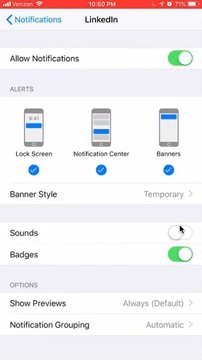 Verizon 10:50 PM
Notifications LinkedIn
Allow Notifications
ALERTS
9:41
Lock Screen Notification Center Banners
Banner Style Temporary
Sounds
Badges
OPTIONS
Show Previews Always (Default)
Notification Grouping Automatic